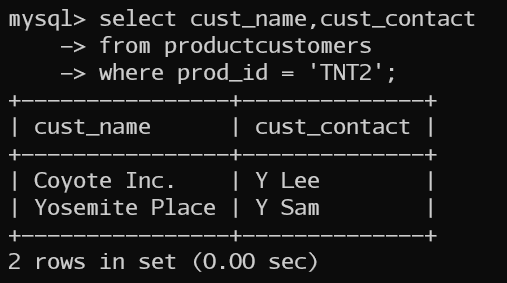 mysql> select cust_name,cust_contact
    -> from productcustomers
    -> where prod_id = 'TNT2';
+----------------+--------------+
| cust_name      | cust_contact |
+----------------+--------------+
| Coyote Inc.    | Y Lee        |
| Yosemite Place | Y Sam        |
+----------------+--------------+
2 rows in set (0.00 sec)